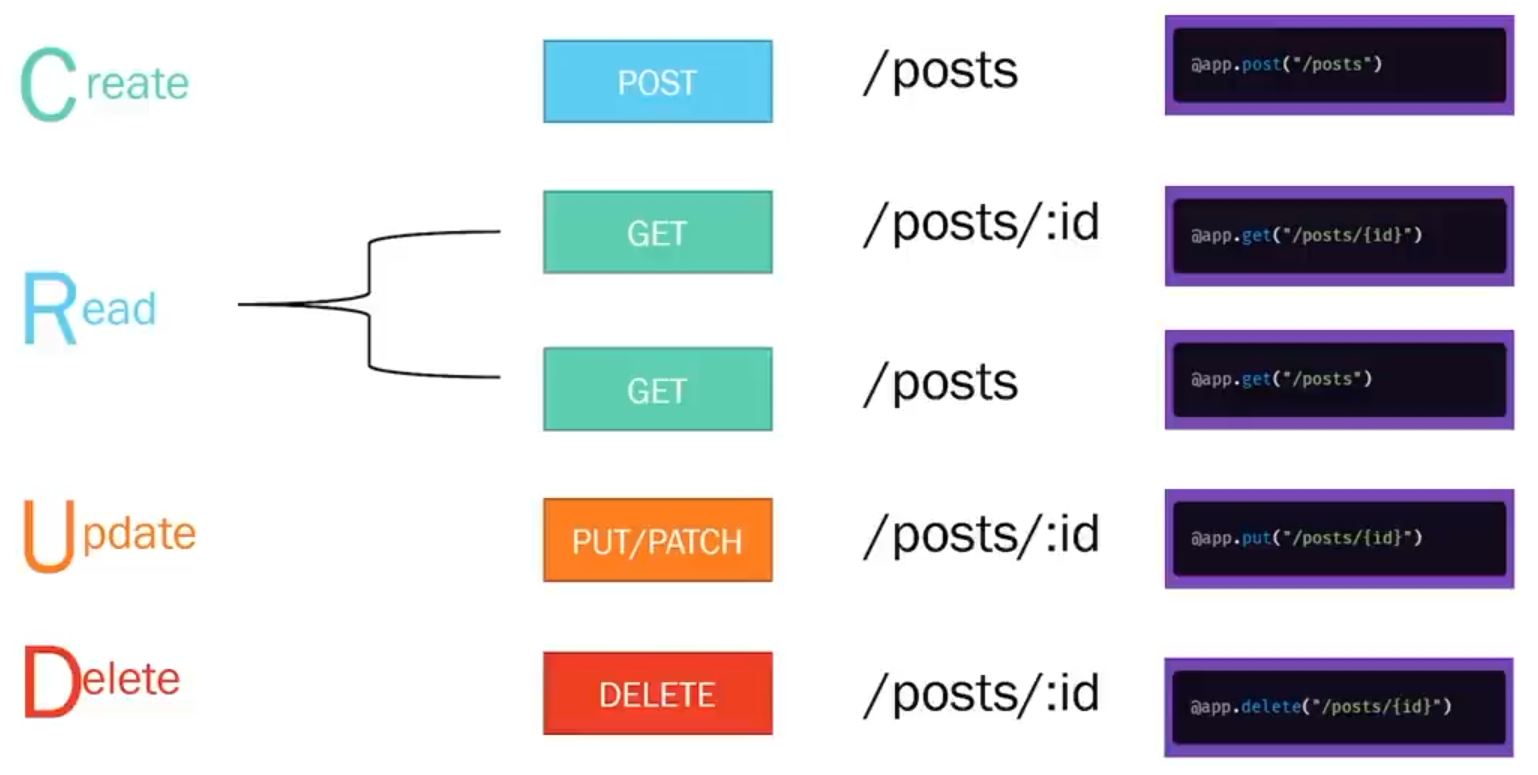 Create POST /posts @app.post("/posts")
GET /posts/:id @app.get("/posts/{id}")
Read
GET /posts @app.get("/posts")
Update PUT/PATCH /posts/:id @app.put("/posts/{id}")
Delete DELETE /posts/:id @app.delete("/posts/{id}")